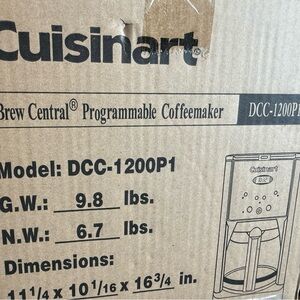 Cuisinart
Brew Central® Programmable Coffeemaker
DCC-1200P1
Model: DCC-1200P1
G.W.: 9.8 lbs.
N.W.: 6.7 lbs.
Dimensions:
11 1/4 x 10 1/16 x 16 3/4 in.
Cuisinart